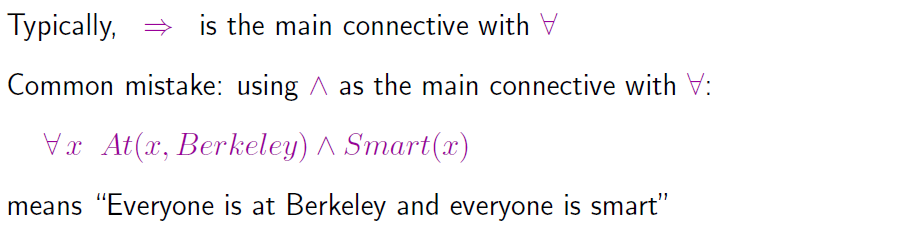 Typically, ⇒ is the main connective with ∀
Common mistake: using ∧ as the main connective with ∀:
∀ x At(x, Berkeley) ∧ Smart(x)
means “Everyone is at Berkeley and everyone is smart”